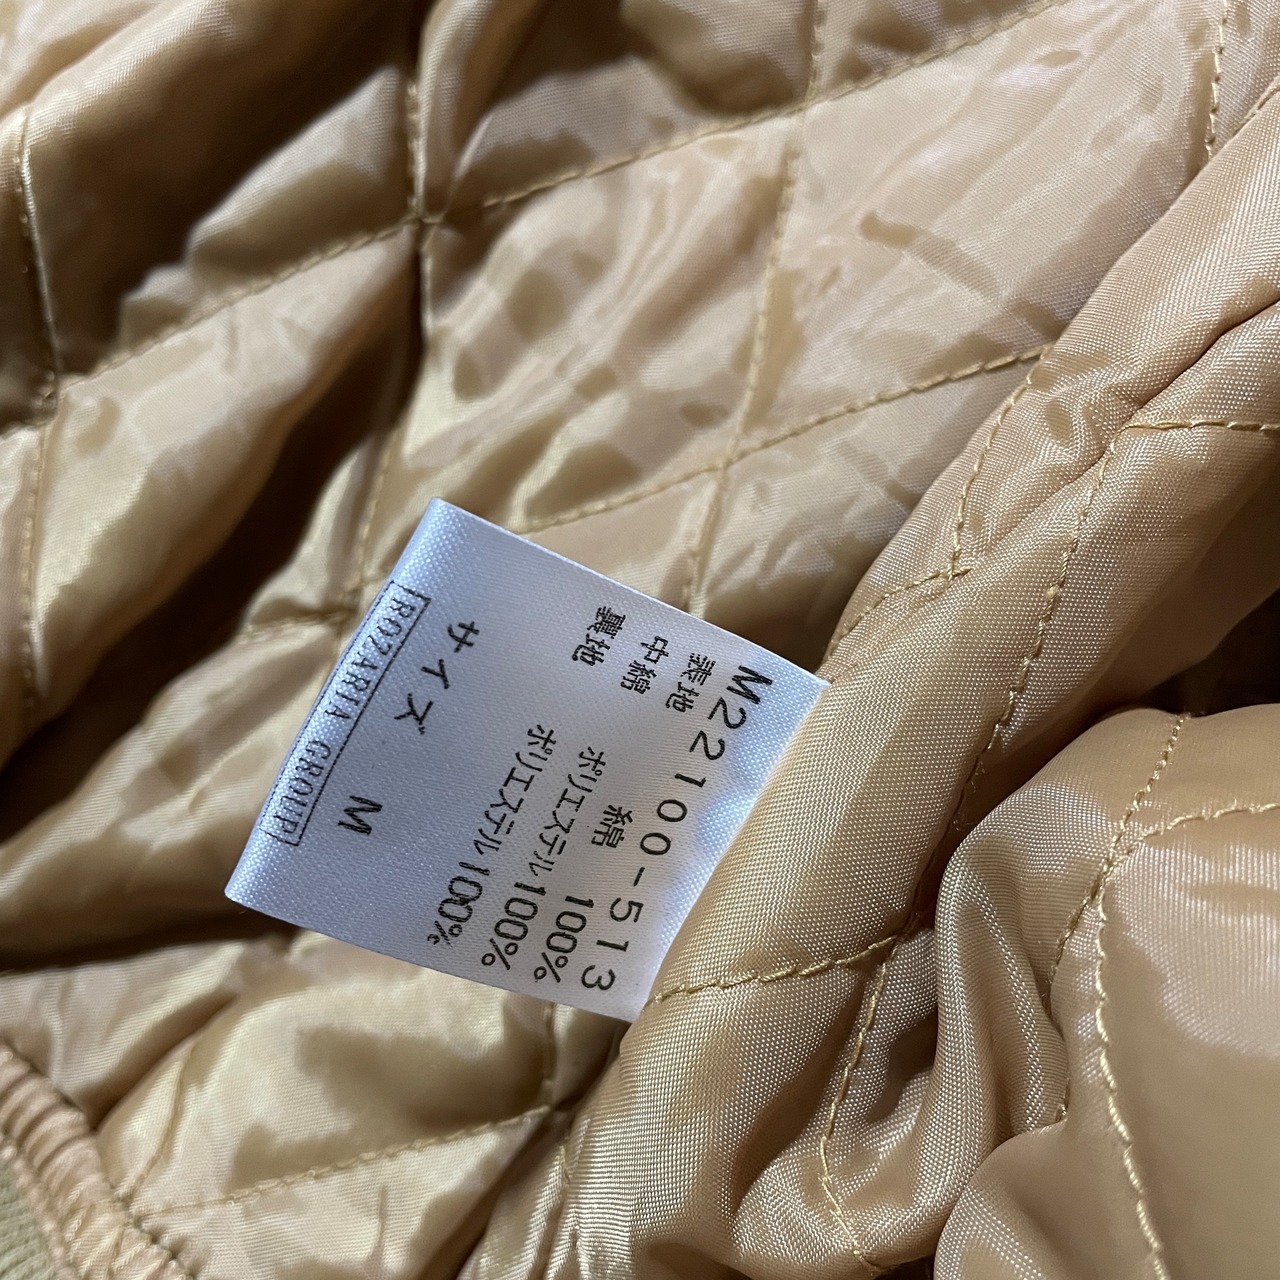 M22100-513
表地 綿 100%
中綿 ポリエステル100%
裏地 ポリエステル100%
サイズ M
ROZARIA GROUP